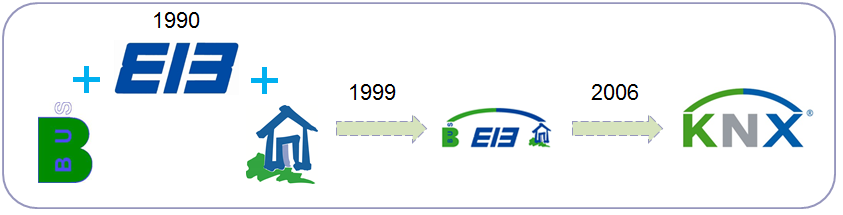 1990
+ EIB +
B BUS
1999
B BUS EIB
2006
KNX®